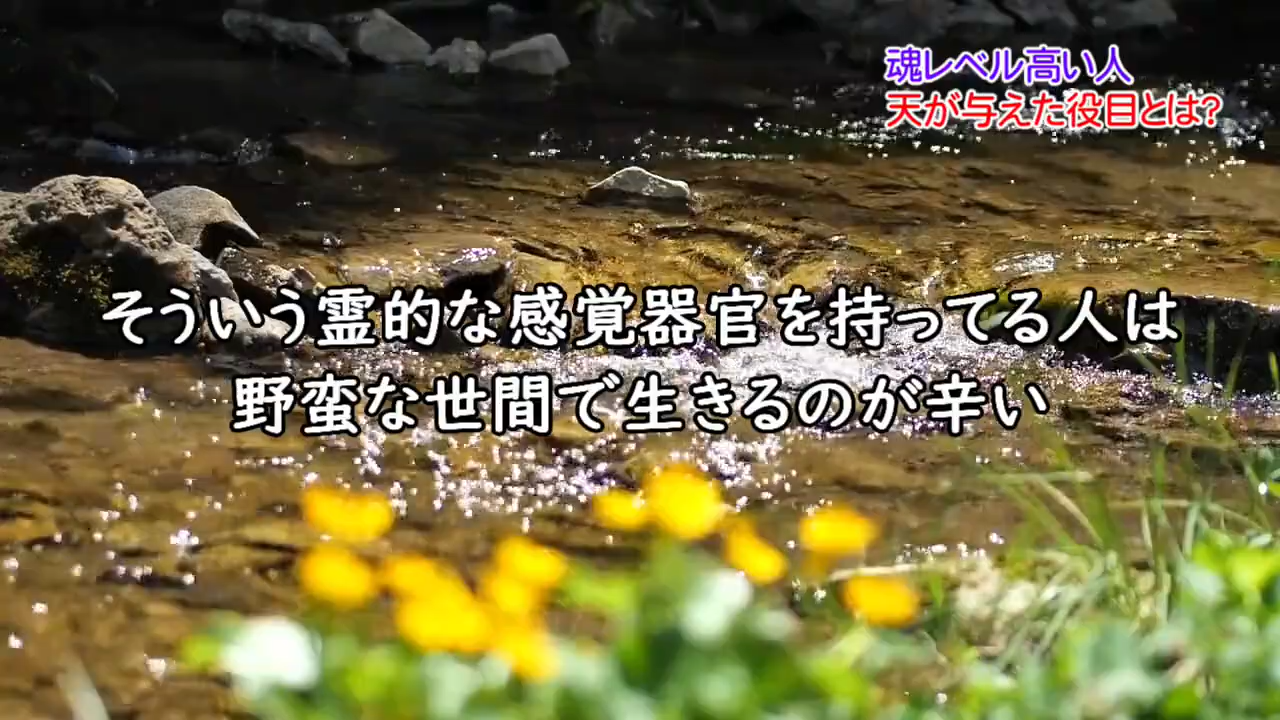 魂レベル高い人
天が与えた役目とは?
そういう霊的な感覚器官を持ってる人は
野蛮な世間で生きるのが辛い